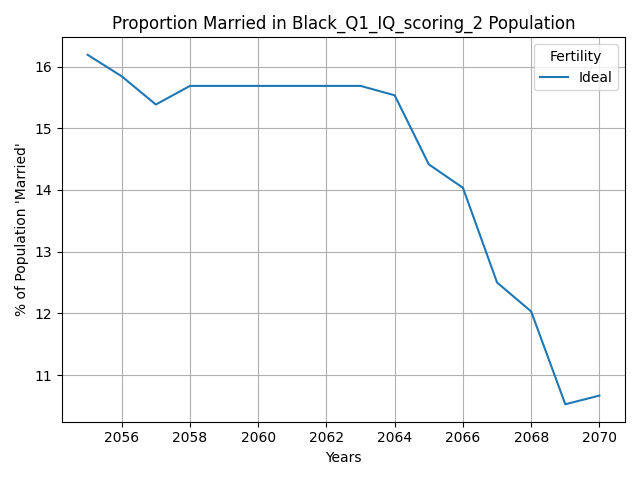 Proportion Married in Black_Q1_IQ_scoring_2 Population
Fertility
Ideal
% of Population 'Married'
16
15
14
13
12
11
2056 2058 2060 2062 2064 2066 2068 2070
Years